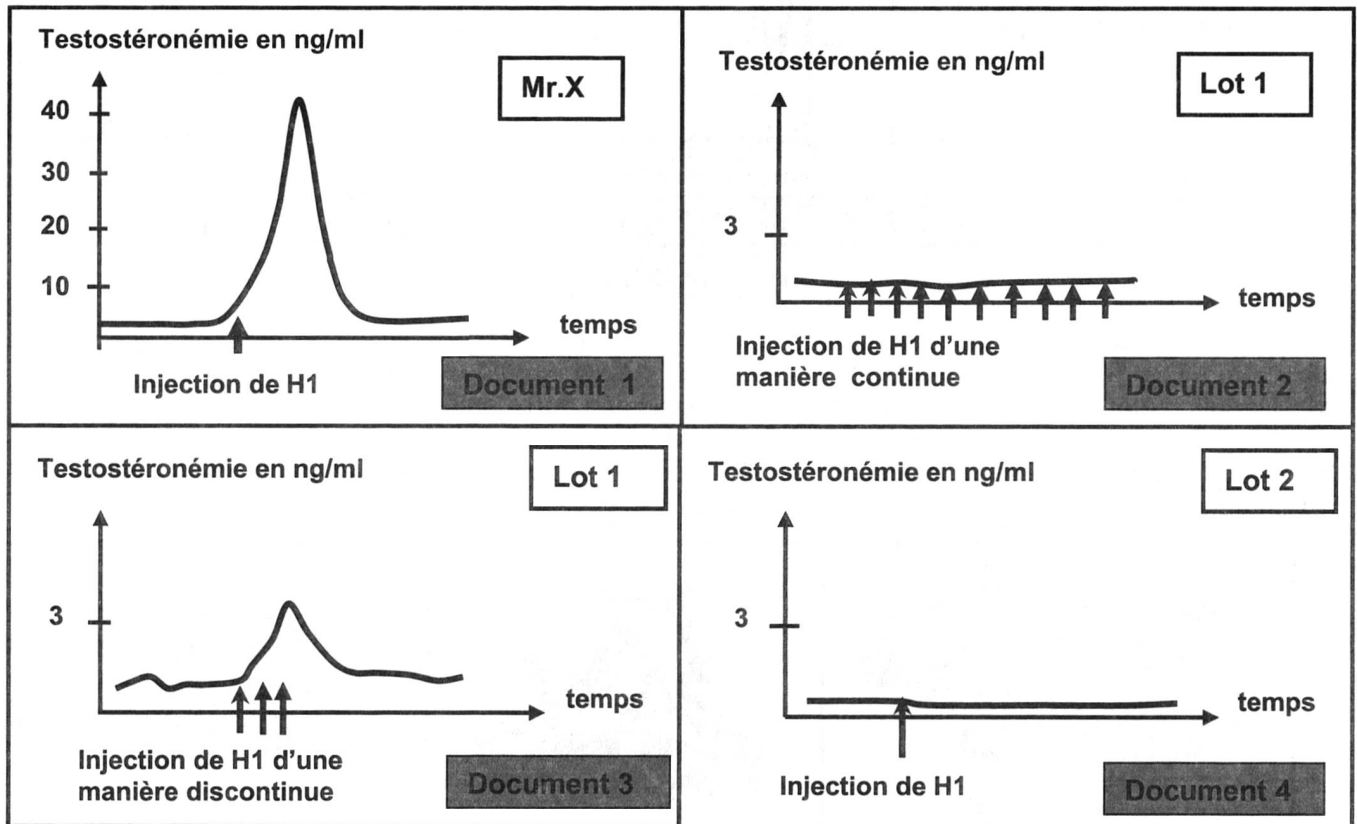 Testostéronémie en ng/ml
Mr.X
40
30
20
10
temps
Injection de H1
Document 1
Testostéronémie en ng/ml
Lot 1
3
temps
Injection de H1 d'une
manière continue
Document 2
Testostéronémie en ng/ml
Lot 1
3
temps
Injection de H1 d'une
manière discontinue
Document 3
Testostéronémie en ng/ml
Lot 2
3
temps
Injection de H1
Document 4